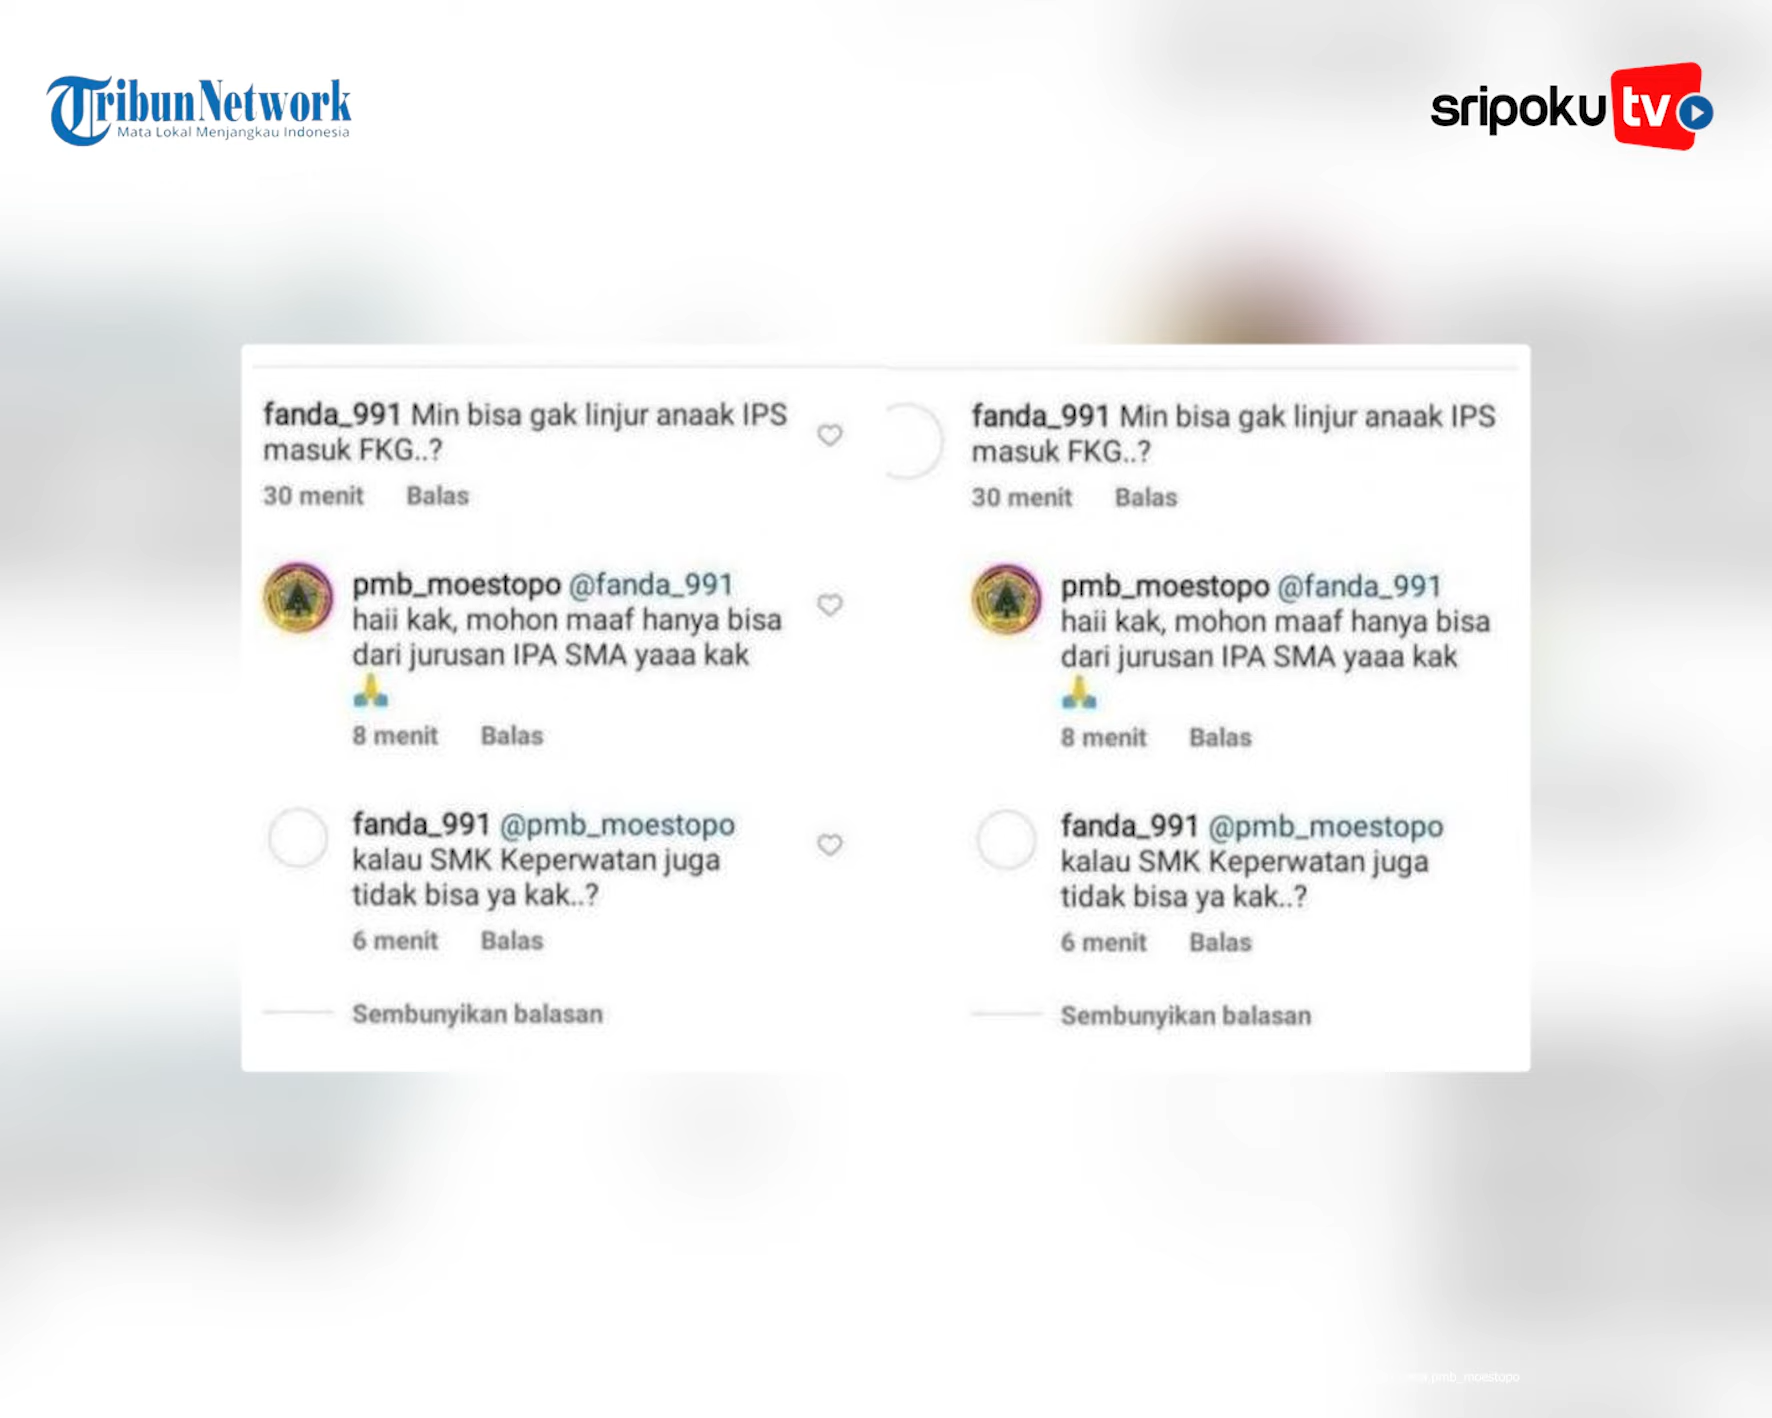 TribunNetwork
Mata Lokal Menjangkau Indonesia
sripoku tv
fanda_991 Min bisa gak linjur anaak IPS
masuk FKG..?
30 menit Balas
pmb_moestopo @fanda_991
haii kak, mohon maaf hanya bisa
dari jurusan IPA SMA yaaa kak
🙏
8 menit Balas
fanda_991 @pmb_moestopo
kalau SMK Keperwatan juga
tidak bisa ya kak..?
6 menit Balas
Sembunyikan balasan
fanda_991 Min bisa gak linjur anaak IPS
masuk FKG..?
30 menit Balas
pmb_moestopo @fanda_991
haii kak, mohon maaf hanya bisa
dari jurusan IPA SMA yaaa kak
🙏
8 menit Balas
fanda_991 @pmb_moestopo
kalau SMK Keperwatan juga
tidak bisa ya kak..?
6 menit Balas
Sembunyikan balasan
pmb_moestopo